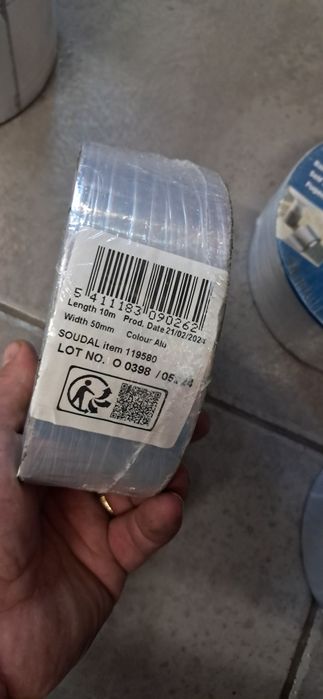 5 411183 090262
Length 10m Prod. Date 21/02/2024
Width 50mm Colour Alu
SOUDAL item 119580
LOT NO. O 0398 /05. 24